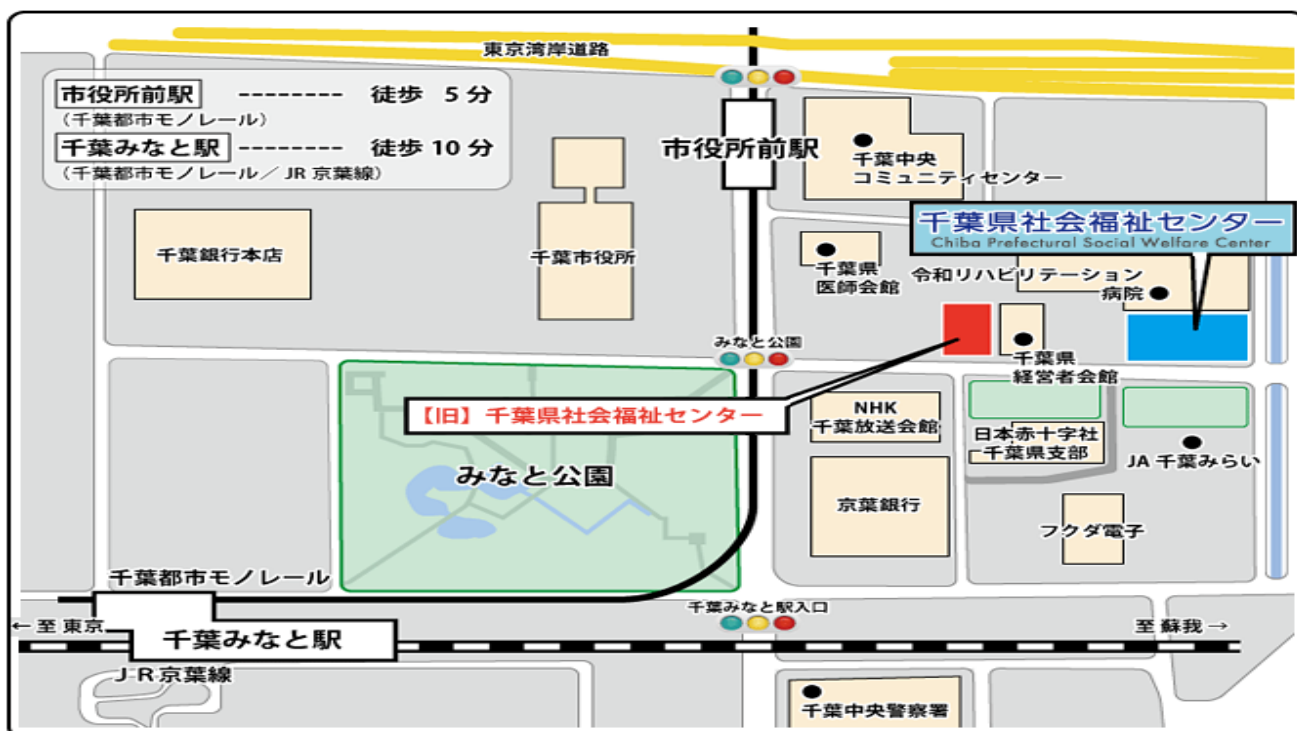 東京湾岸道路
市役所前駅 -------- 徒歩 5 分
(千葉都市モノレール)
千葉みなと駅 -------- 徒歩 10 分
(千葉都市モノレール/JR 京葉線)
市役所前駅
千葉中央
コミュニティセンター
千葉県社会福祉センター
Chiba Prefectural Social Welfare Center
千葉銀行本店
千葉市役所
千葉県
医師会館
令和リハビリテーション
病院
みなと公園
千葉県
経営者会館
【旧】千葉県社会福祉センター
NHK
千葉放送会館
日本赤十字社
千葉県支部
JA 千葉みらい
みなと公園
京葉銀行
フクダ電子
千葉都市モノレール
千葉みなと駅入口
←至 東京
千葉みなと駅
至 蘇我→
JR京葉線
千葉中央警察署